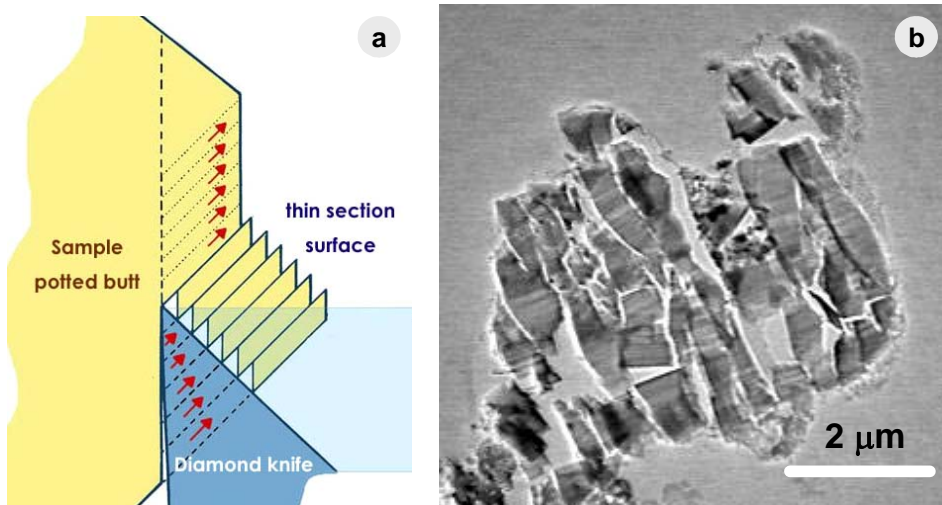 a
thin section
surface
Sample
potted butt
Diamond knife
b
2 μm